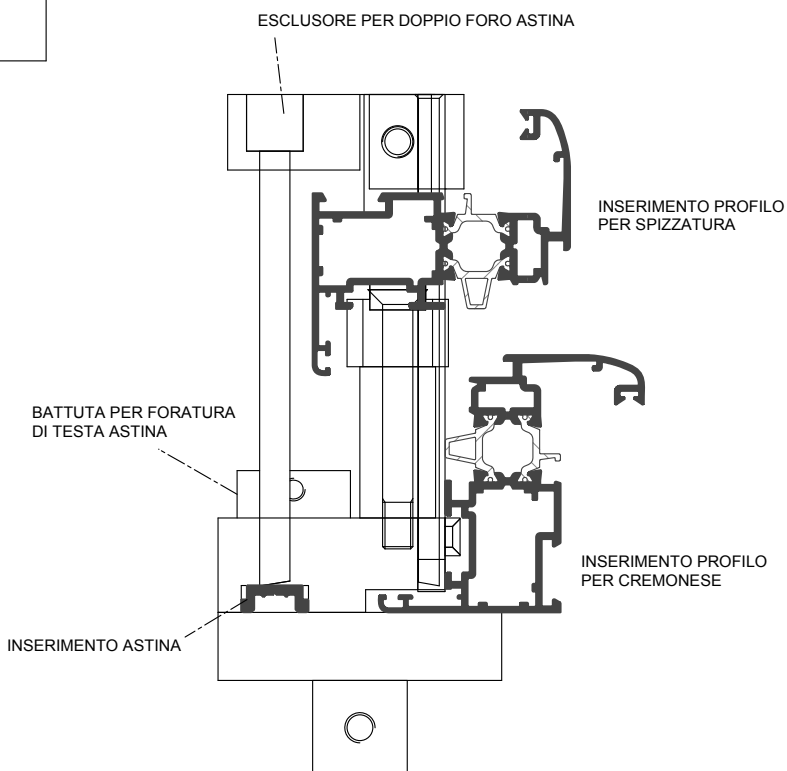 ESCLUSORE PER DOPPIO FORO ASTINA
INSERIMENTO PROFILO
PER SPIZZATURA
BATTUTA PER FORATURA
DI TESTA ASTINA
INSERIMENTO PROFILO
PER CREMONESE
INSERIMENTO ASTINA